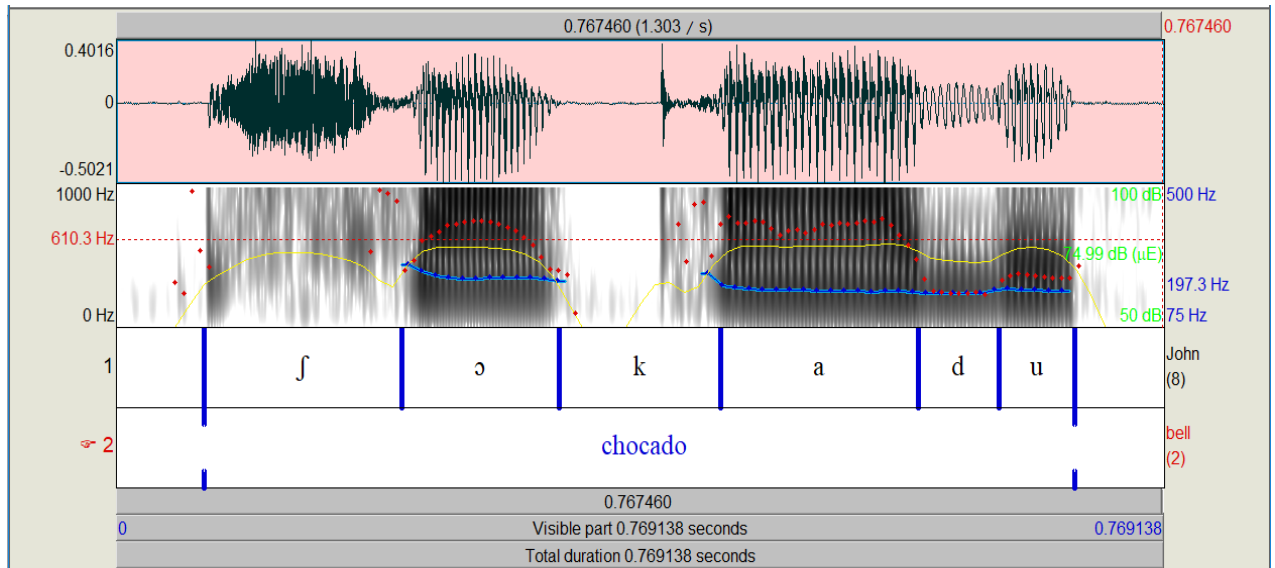 0.767460 (1.303 / s) 0.767460
0.4016
0
-0.5021
1000 Hz 100 dB 500 Hz
610.3 Hz 74.99 dB (µE)
197.3 Hz
0 Hz 50 dB 75 Hz
1 ʃ ɔ k a d u John
(8)
☞ 2 chocado bell
(2)
0.767460
0 Visible part 0.769138 seconds 0.769138
Total duration 0.769138 seconds